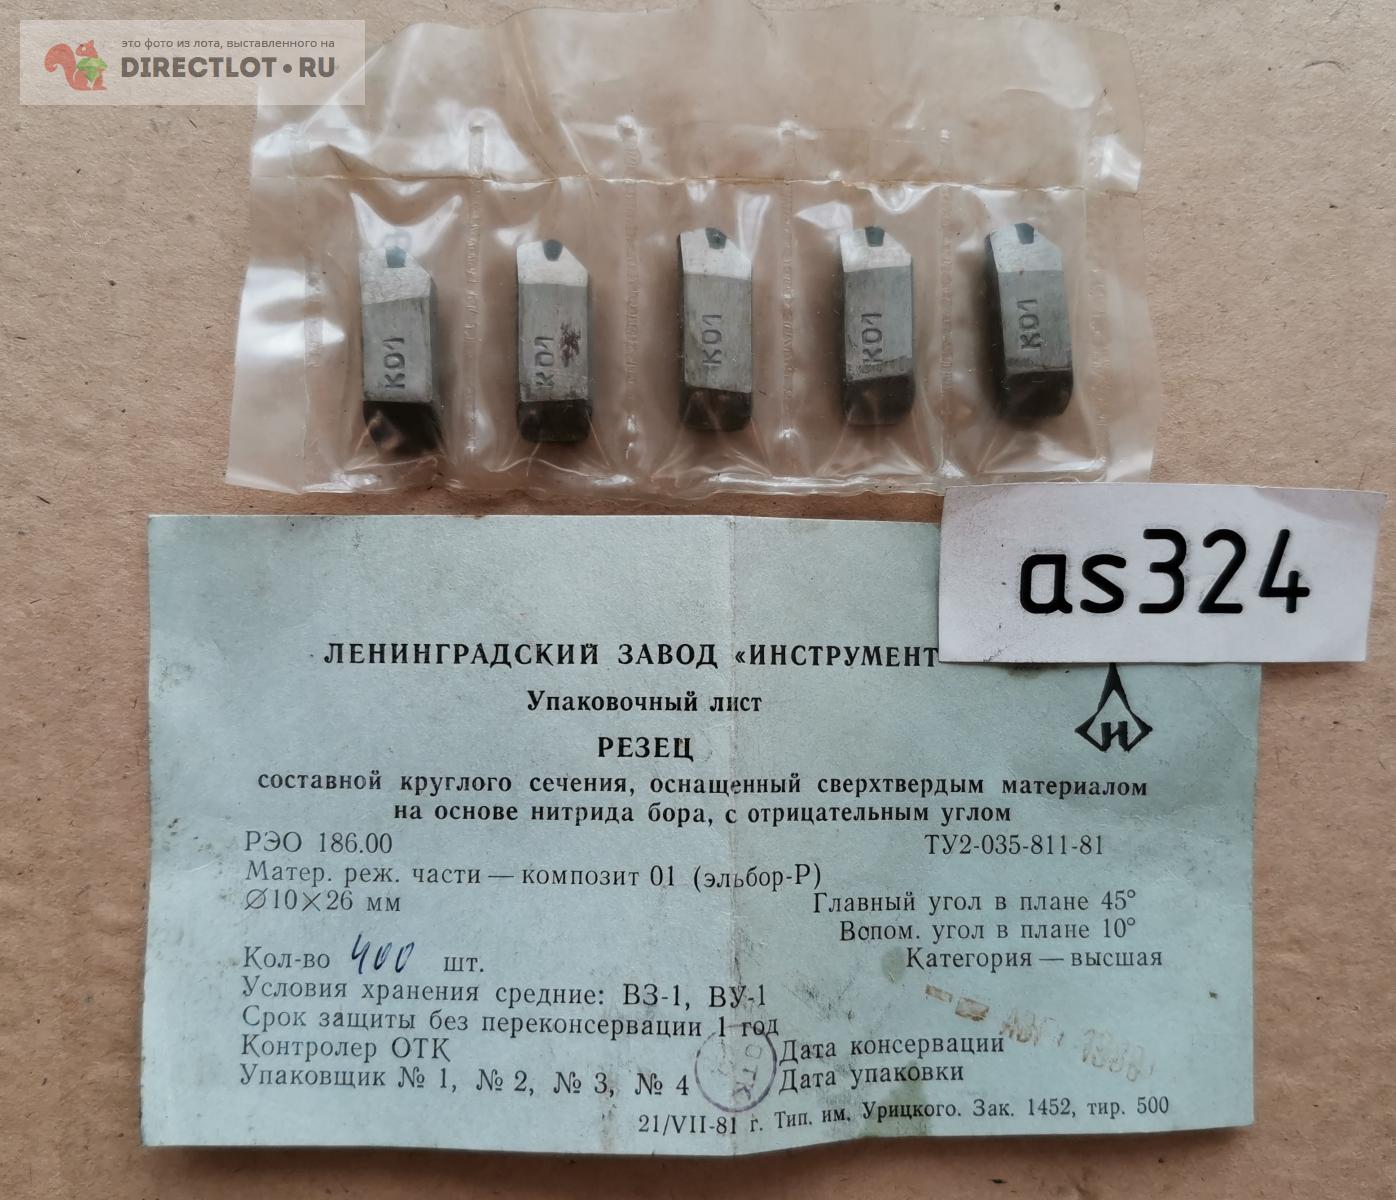 это фото из лота, выставленного на
DIRECTLOT•RU
К01
К01
К01
К01
К01
as324
ЛЕНИНГРАДСКИЙ ЗАВОД «ИНСТРУМЕНТ
Упаковочный лист
И
РЕЗЕЦ
составной круглого сечения, оснащенный сверхтвердым материалом
на основе нитрида бора, с отрицательным углом
РЭО 186.00 ТУ2-035-811-81
Матер. реж. части — композит 01 (эльбор-Р)
∅10×26 мм Главный угол в плане 45°
Вспом. угол в плане 10°
Кол-во 400 шт. Категория — высшая
Условия хранения средние: ВЗ-1, ВУ-1
Срок защиты без переконсервации 1 год
Контролер ОТК Дата консервации
Упаковщик № 1, № 2, № 3, № 4 Дата упаковки
ОТК
21/VII-81 г. Тип. им. Урицкого. Зак. 1452, тир. 500